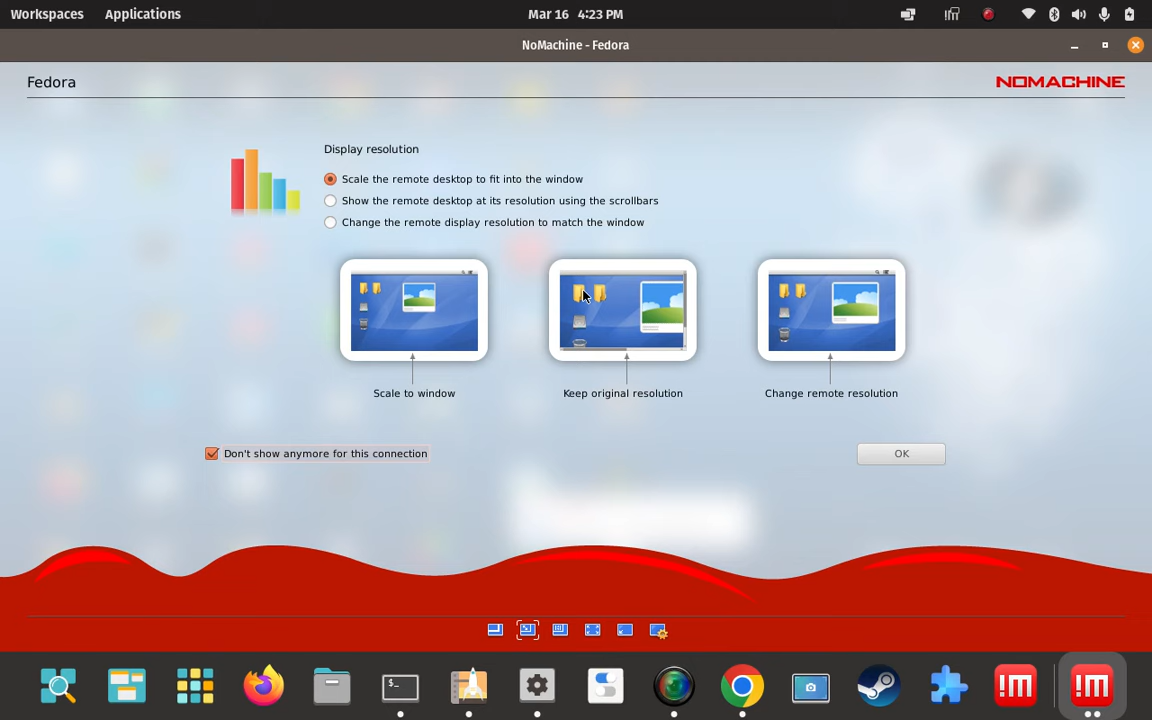 Workspaces Applications Mar 16 4:23 PM
NoMachine - Fedora
Fedora NOMACHINE
Display resolution
Scale the remote desktop to fit into the window
Show the remote desktop at its resolution using the scrollbars
Change the remote display resolution to match the window
Scale to window Keep original resolution Change remote resolution
Don't show anymore for this connection OK
$_ !M !M